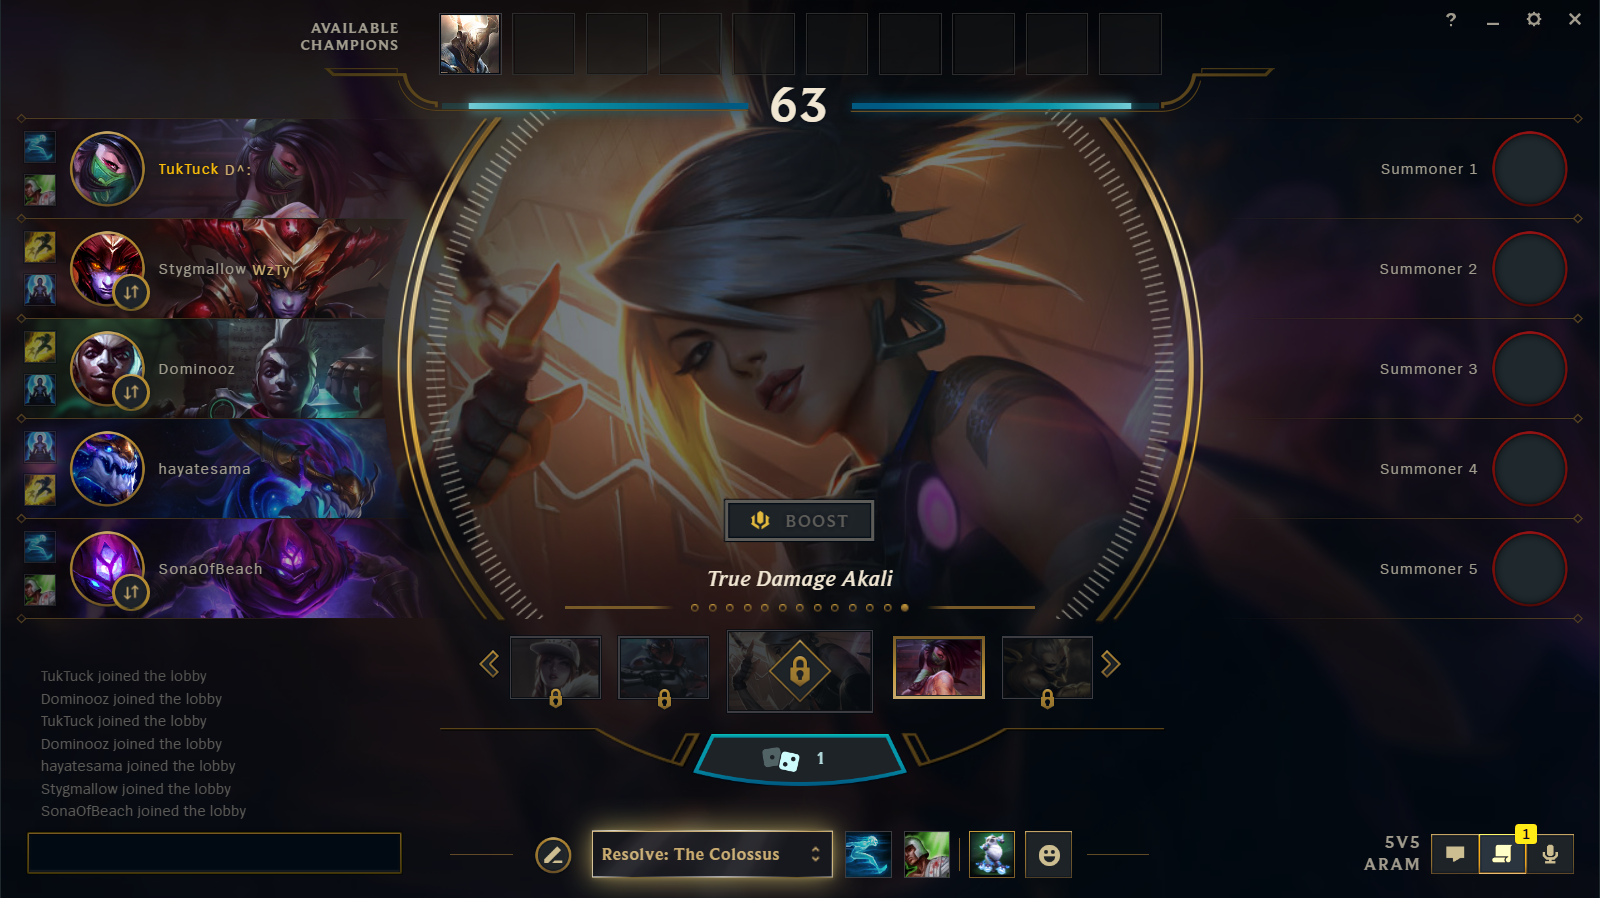 AVAILABLE
CHAMPIONS
?
63
TukTuck D^:
Stygmallow WzTy
Dominooz
hayatesama
SonaOfBeach
Summoner 1
Summoner 2
Summoner 3
Summoner 4
Summoner 5
BOOST
True Damage Akali
1
TukTuck joined the lobby
Dominooz joined the lobby
TukTuck joined the lobby
Dominooz joined the lobby
hayatesama joined the lobby
Stygmallow joined the lobby
SonaOfBeach joined the lobby
Resolve: The Colossus
5V5
ARAM
1